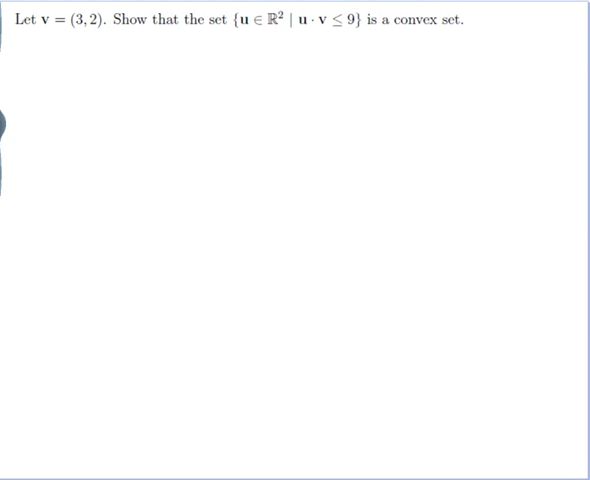 Let v = (3, 2). Show that the set {u ∈ ℝ² | u · v ≤ 9} is a convex set.